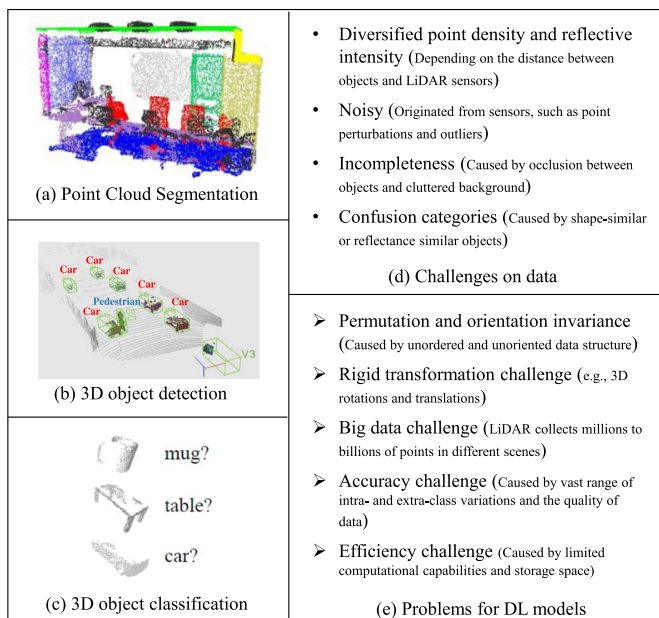 (a) Point Cloud Segmentation
Car
Car
Car
Car
Pedestrian
Car
Car
V3
(b) 3D object detection
mug?
table?
car?
(c) 3D object classification
• Diversified point density and reflective
intensity (Depending on the distance between
objects and LiDAR sensors)
• Noisy (Originated from sensors, such as point
perturbations and outliers)
• Incompleteness (Caused by occlusion between
objects and cluttered background)
• Confusion categories (Caused by shape-similar
or reflectance similar objects)
(d) Challenges on data
➢ Permutation and orientation invariance
(Caused by unordered and unoriented data structure)
➢ Rigid transformation challenge (e.g., 3D
rotations and translations)
➢ Big data challenge (LiDAR collects millions to
billions of points in different scenes)
➢ Accuracy challenge (Caused by vast range of
intra- and extra-class variations and the quality of
data)
➢ Efficiency challenge (Caused by limited
computational capabilities and storage space)
(e) Problems for DL models